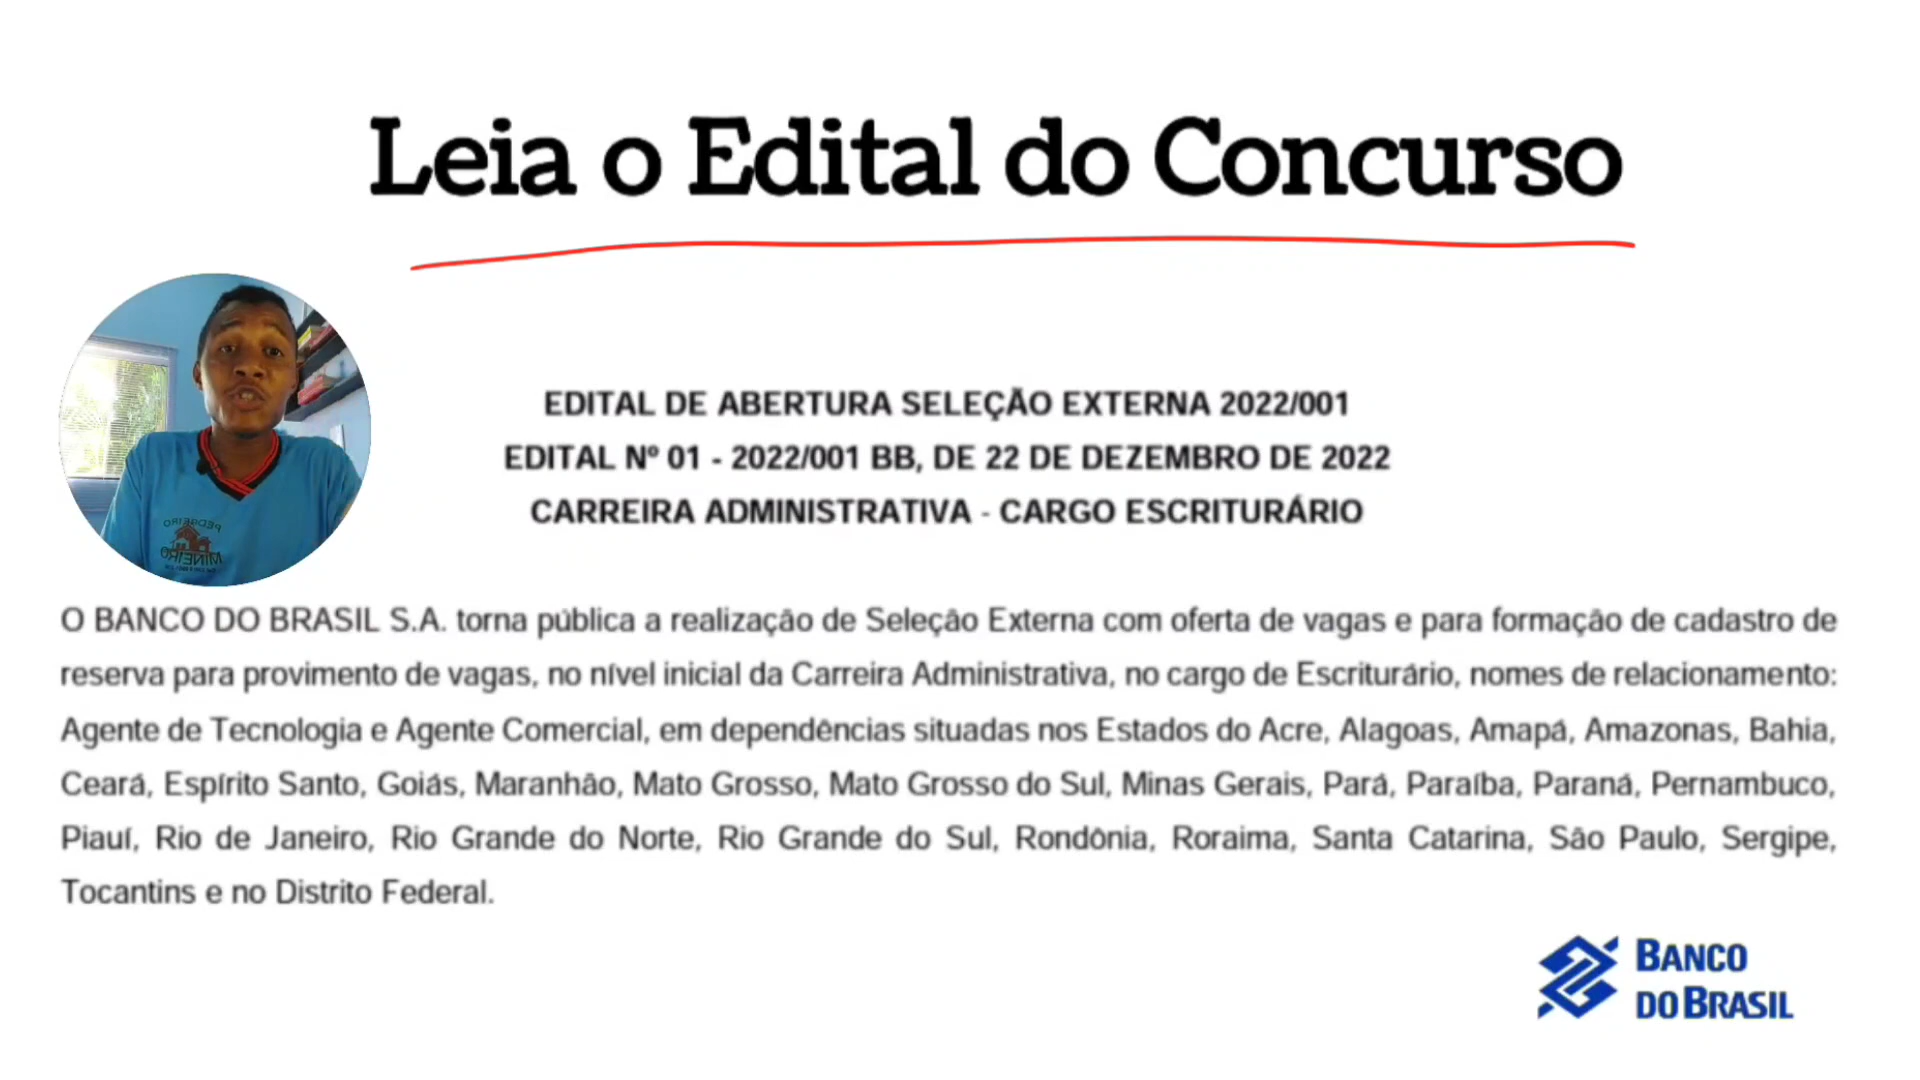 Leia o Edital do Concurso
EDITAL DE ABERTURA SELEÇÃO EXTERNA 2022/001
EDITAL Nº 01 - 2022/001 BB, DE 22 DE DEZEMBRO DE 2022
CARREIRA ADMINISTRATIVA - CARGO ESCRITURÁRIO
PEDREIRO
MINEIRO
O BANCO DO BRASIL S.A. torna pública a realização de Seleção Externa com oferta de vagas e para formação de cadastro de
reserva para provimento de vagas, no nível inicial da Carreira Administrativa, no cargo de Escriturário, nomes de relacionamento:
Agente de Tecnologia e Agente Comercial, em dependências situadas nos Estados do Acre, Alagoas, Amapá, Amazonas, Bahia,
Ceará, Espírito Santo, Goiás, Maranhão, Mato Grosso, Mato Grosso do Sul, Minas Gerais, Pará, Paraíba, Paraná, Pernambuco,
Piauí, Rio de Janeiro, Rio Grande do Norte, Rio Grande do Sul, Rondônia, Roraima, Santa Catarina, São Paulo, Sergipe,
Tocantins e no Distrito Federal.
BANCO
DO BRASIL